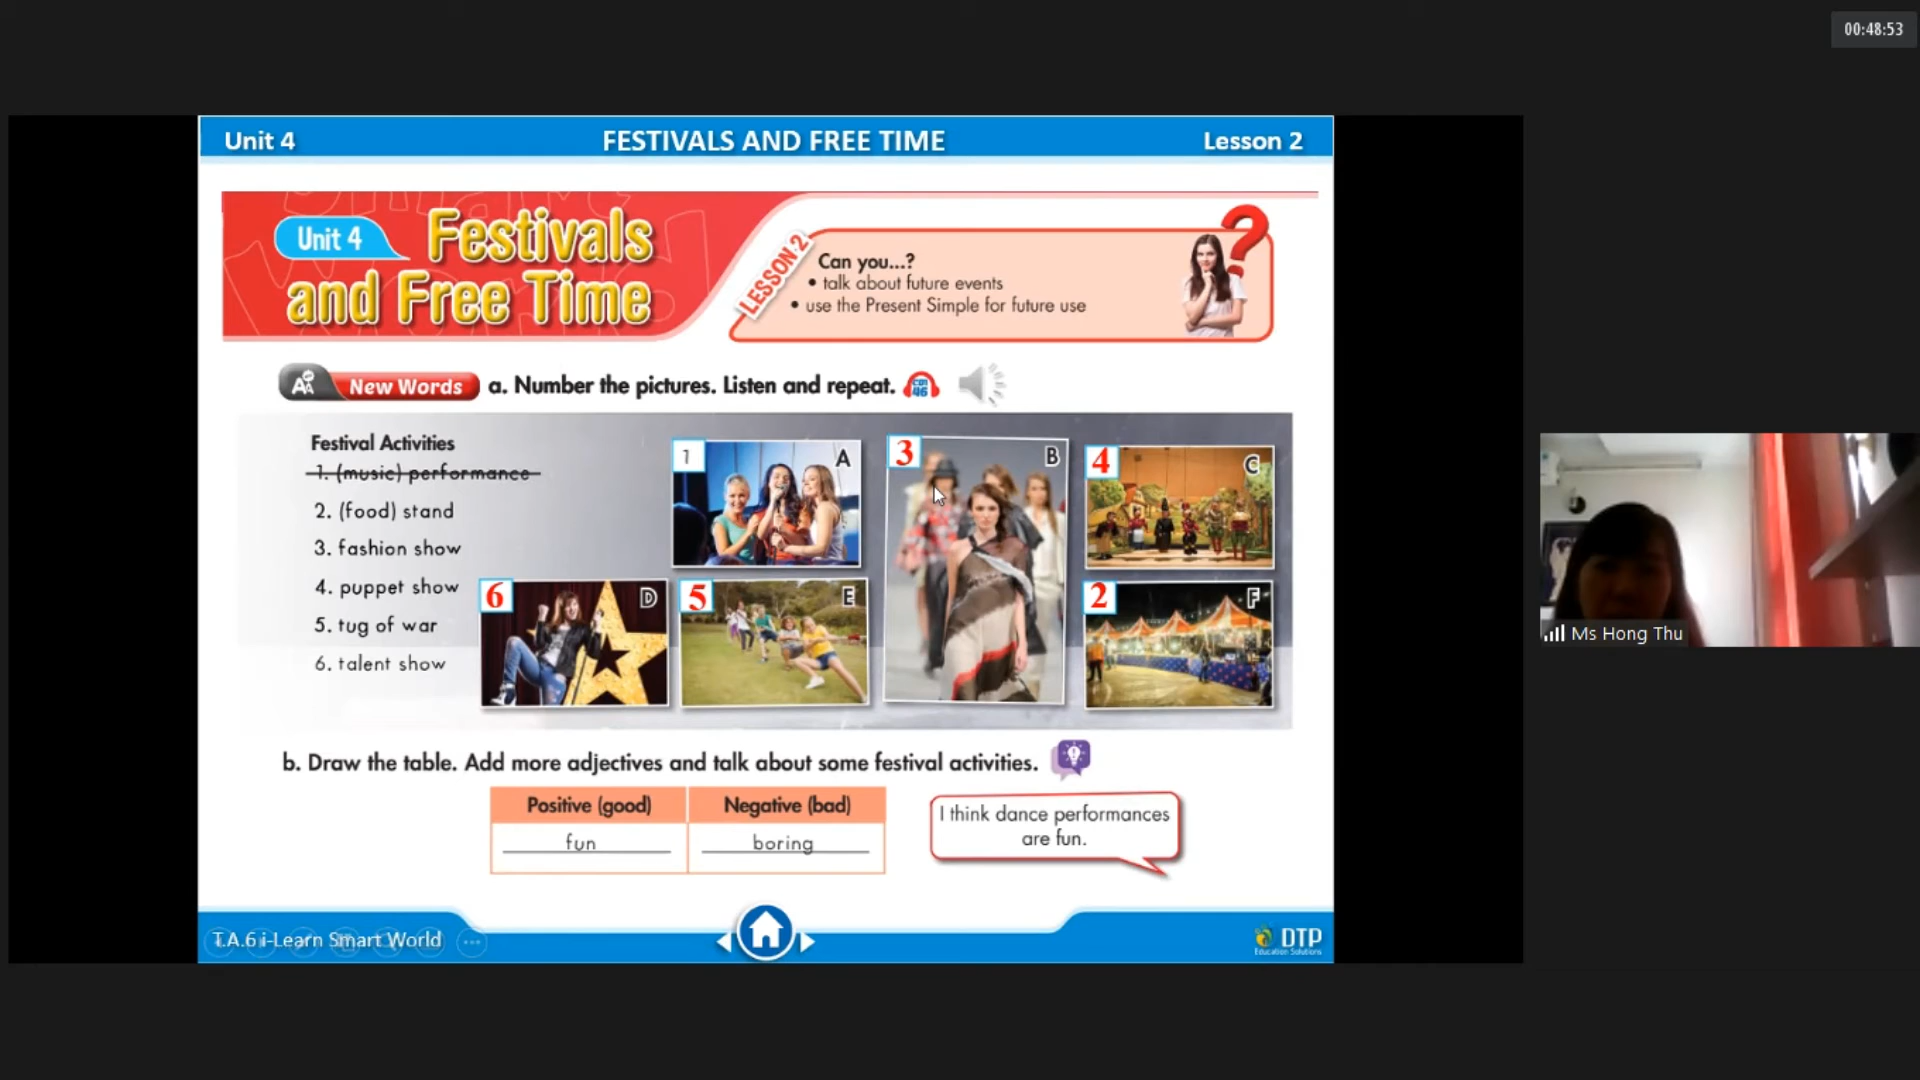 00:48:53
Unit 4
FESTIVALS AND FREE TIME
Lesson 2
Unit 4
Festivals
and Free Time
LESSON 2
Can you...?
• talk about future events
• use the Present Simple for future use
New Words
a. Number the pictures. Listen and repeat.
CD1
46
Festival Activities
1. (music) performance
2. (food) stand
3. fashion show
4. puppet show
5. tug of war
6. talent show
1
A
3
B
4
C
6
D
5
E
2
F
b. Draw the table. Add more adjectives and talk about some festival activities.
Positive (good)
Negative (bad)
fun
boring
I think dance performances
are fun.
T.A.6 i-Learn Smart World
DTP
Education Solutions
Ms Hong Thu